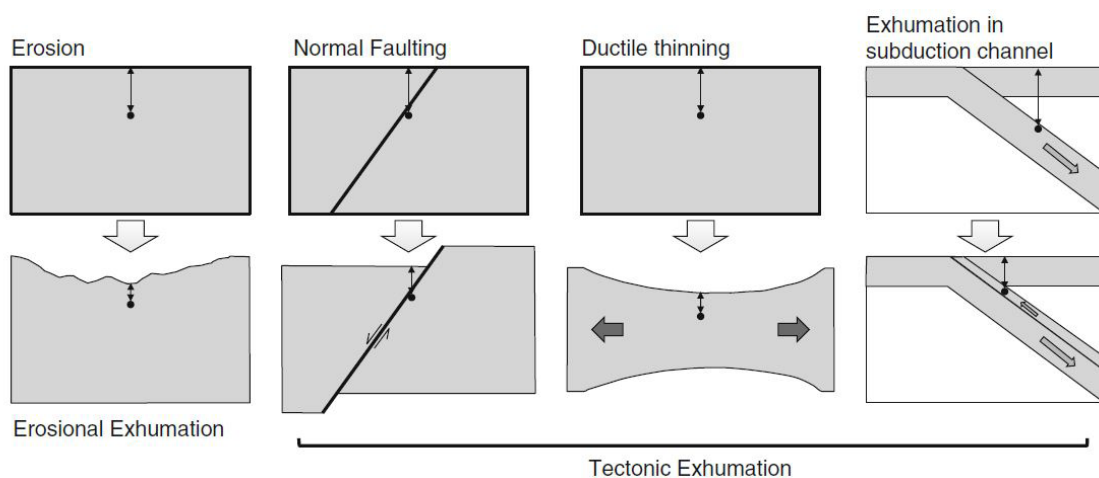 Erosion
Normal Faulting
Ductile thinning
Exhumation in
subduction channel
Erosional Exhumation
Tectonic Exhumation